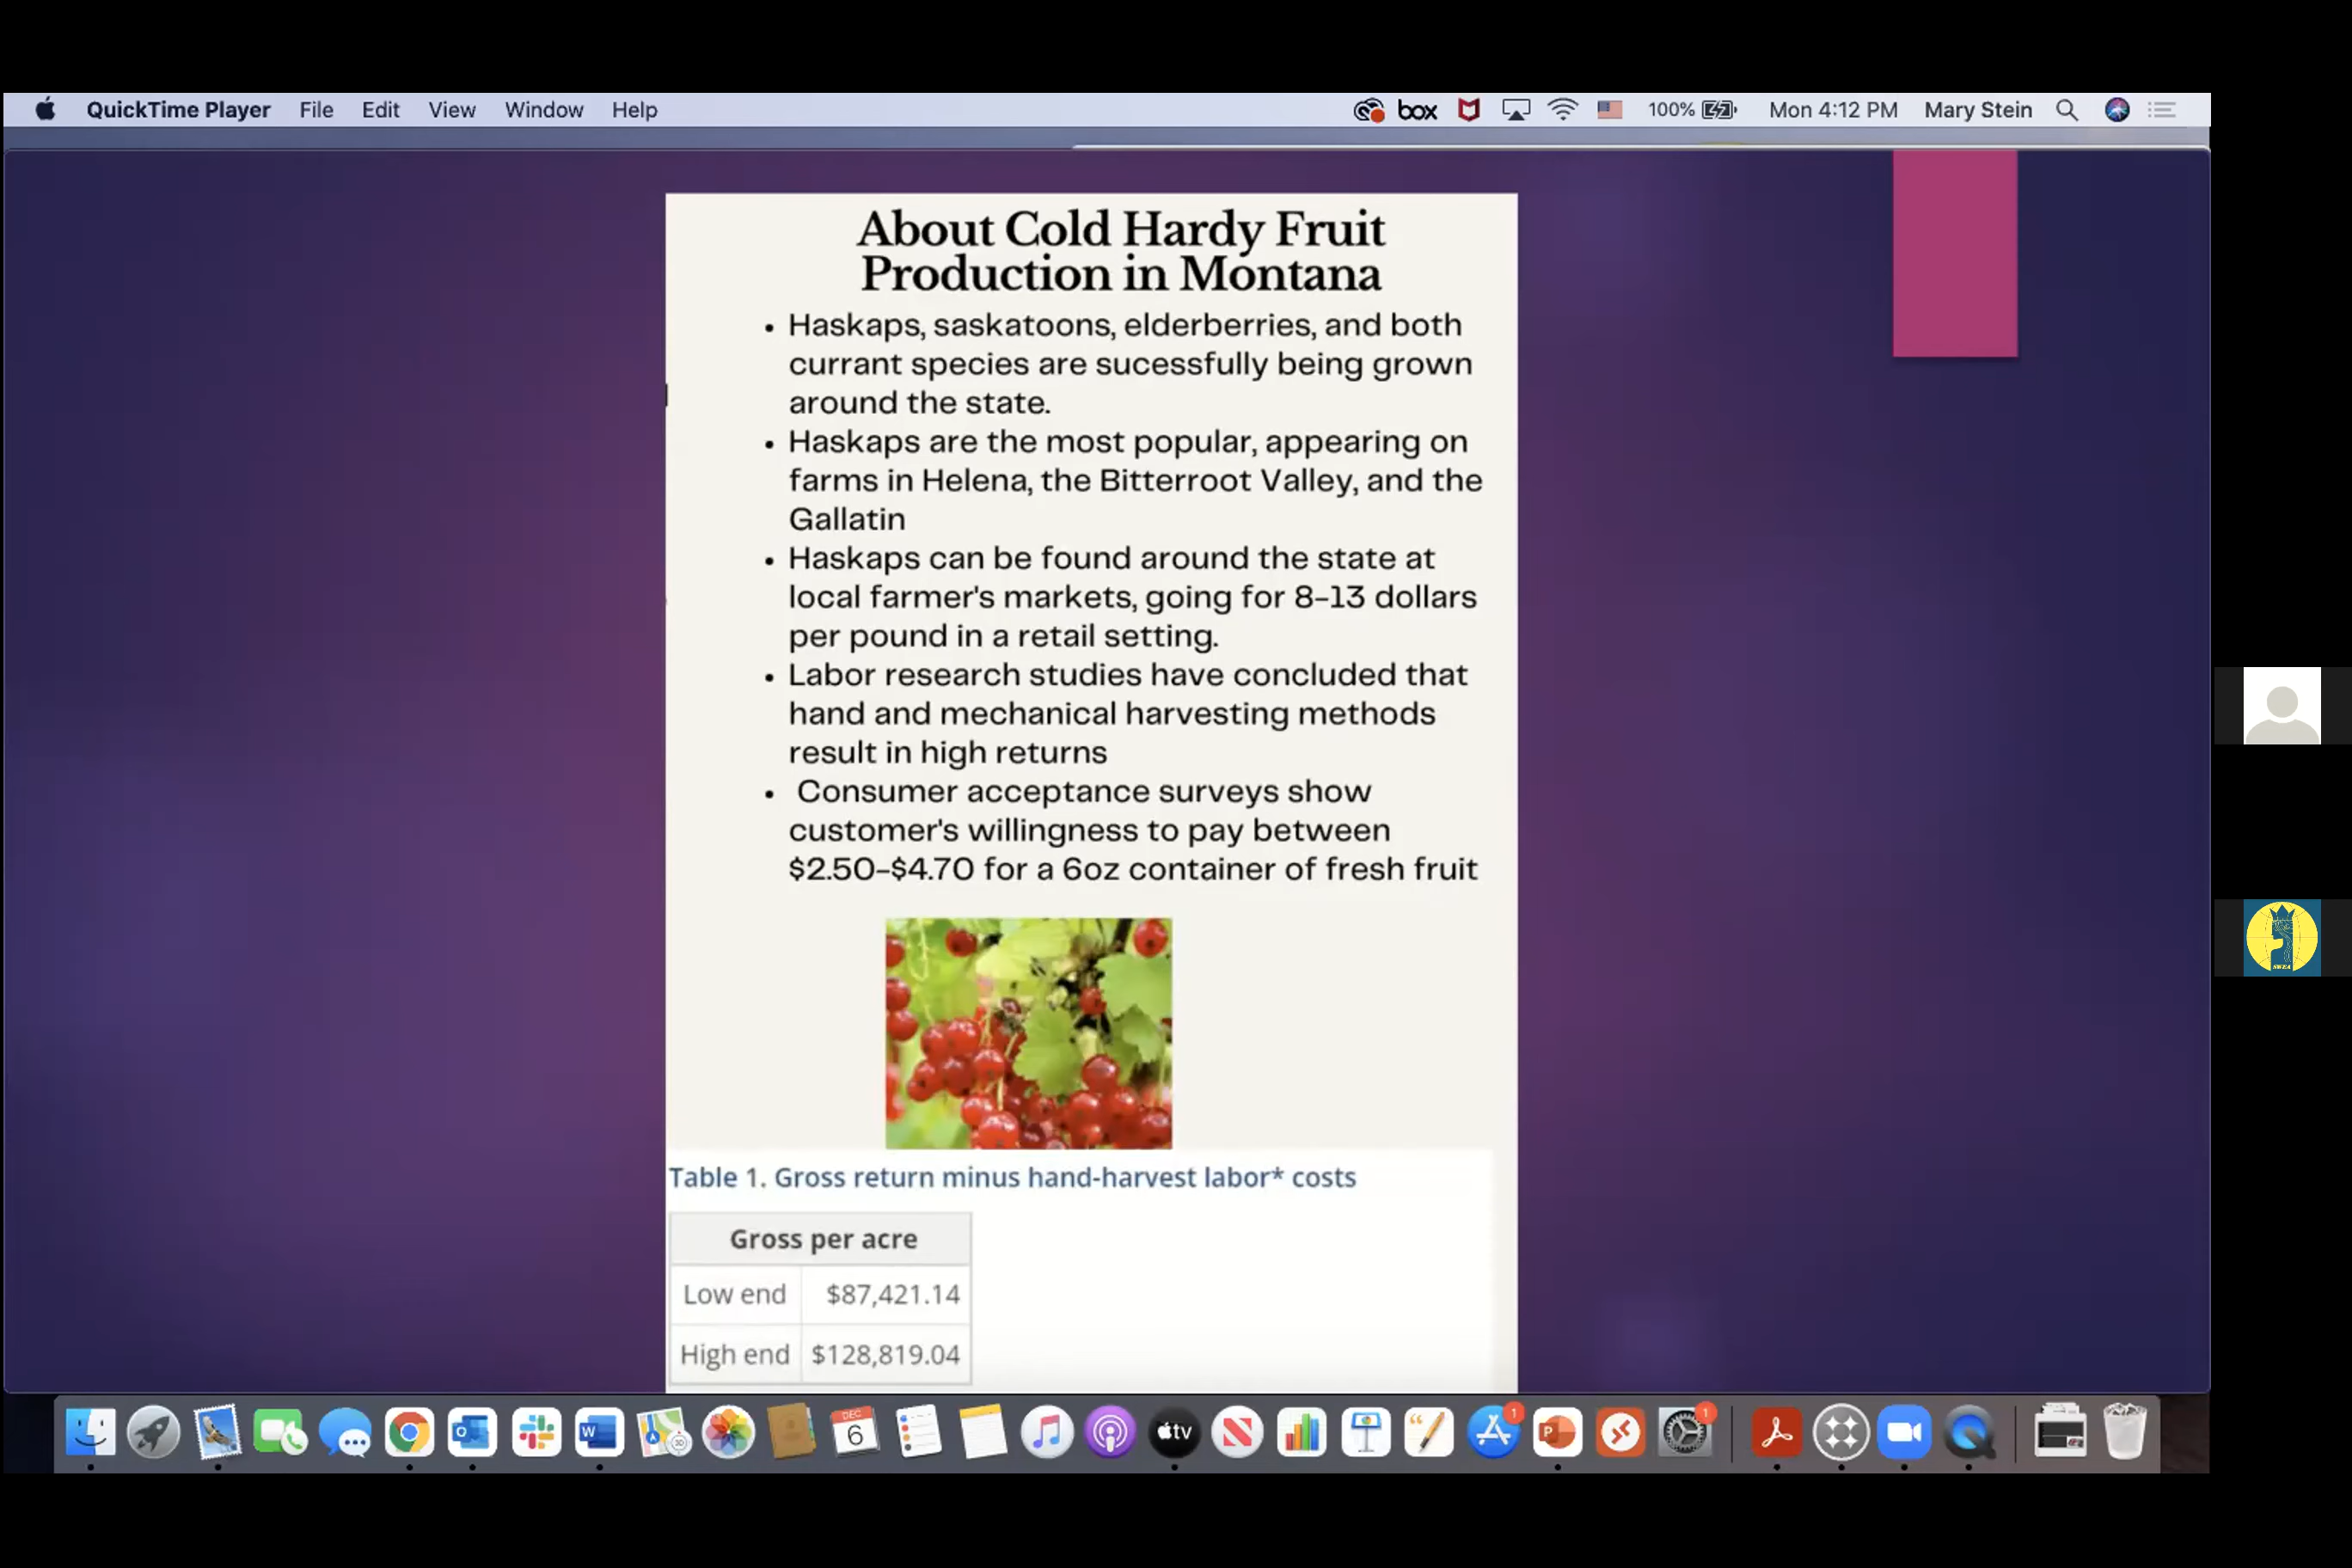 QuickTime Player File Edit View Window Help box 100% Mon 4:12 PM Mary Stein
About Cold Hardy Fruit
Production in Montana
• Haskaps, saskatoons, elderberries, and both
currant species are sucessfully being grown
around the state.
• Haskaps are the most popular, appearing on
farms in Helena, the Bitterroot Valley, and the
Gallatin
• Haskaps can be found around the state at
local farmer's markets, going for 8-13 dollars
per pound in a retail setting.
• Labor research studies have concluded that
hand and mechanical harvesting methods
result in high returns
• Consumer acceptance surveys show
customer's willingness to pay between
$2.50-$4.70 for a 6oz container of fresh fruit
Table 1. Gross return minus hand-harvest labor* costs
Gross per acre
Low end $87,421.14
High end $128,819.04
DEC
6
tv
1
1